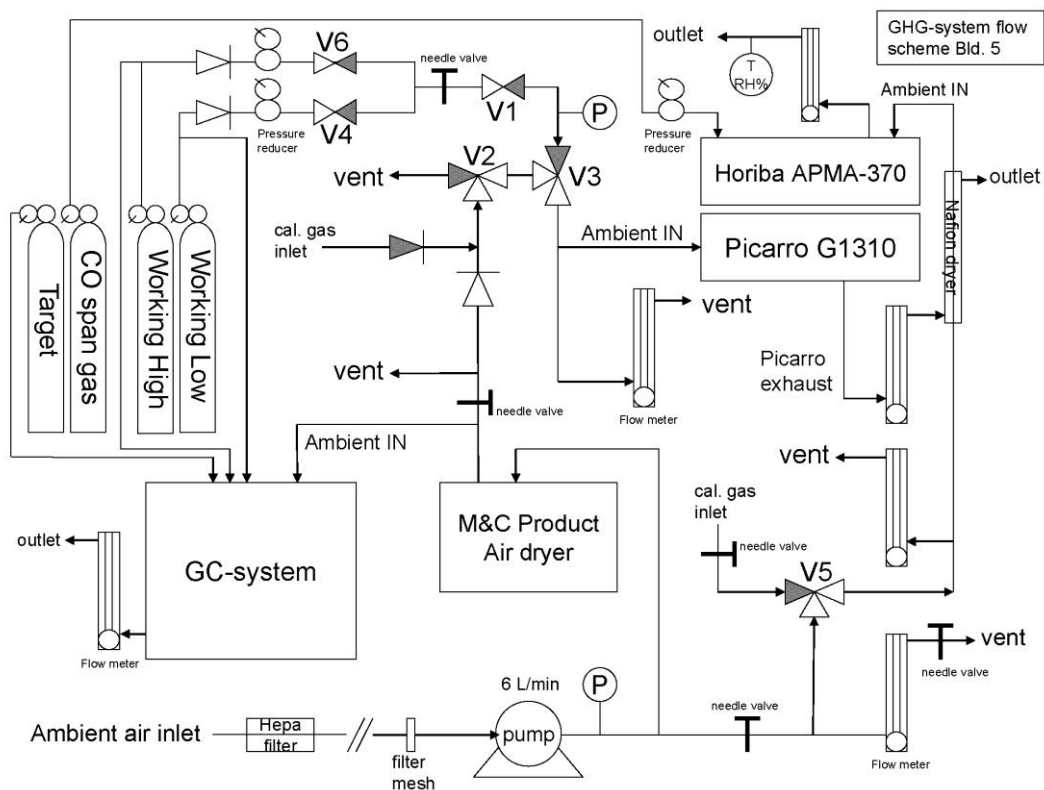 GHG-system flow
scheme Bld. 5
outlet
T
RH%
Ambient IN
V6
needle valve
V1
P
V4
Pressure
reducer
Pressure
reducer
Horiba APMA-370
V2
V3
vent
outlet
cal. gas
inlet
Ambient IN
Picarro G1310
Nafion dryer
Target
CO span gas
Working High
Working Low
vent
vent
Picarro
exhaust
needle valve
Flow meter
Ambient IN
vent
cal. gas
inlet
M&C Product
Air dryer
needle valve
outlet
GC-system
V5
Flow meter
vent
needle valve
6 L/min
P
needle valve
Ambient air inlet
Hepa
filter
pump
filter
mesh
Flow meter